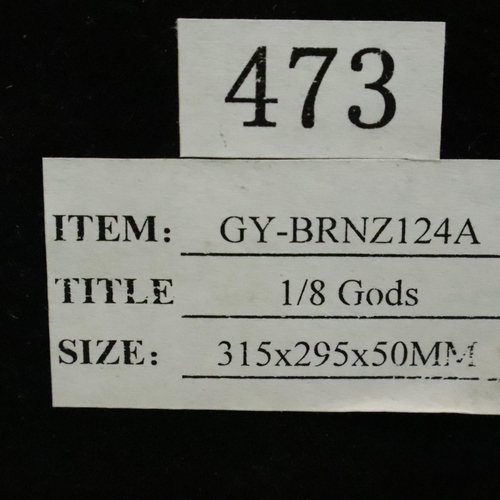 473
ITEM: GY-BRNZ124A
TITLE 1/8 Gods
SIZE: 315x295x50MM